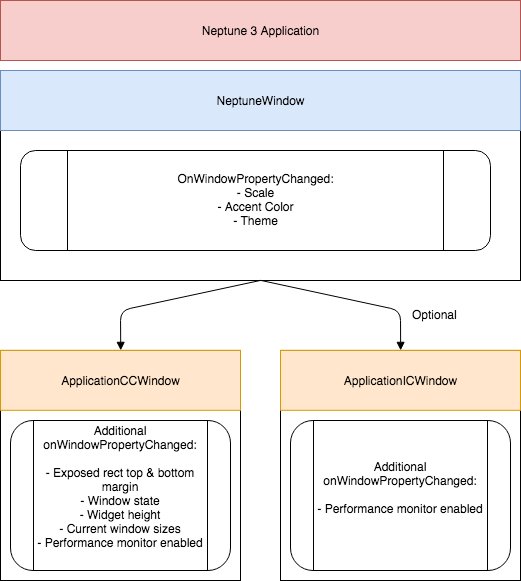 Neptune 3 Application
NeptuneWindow
OnWindowPropertyChanged:
- Scale
- Accent Color
- Theme
Optional
ApplicationCCWindow
Additional
onWindowPropertyChanged:
- Exposed rect top & bottom
margin
- Window state
- Widget height
- Current window sizes
- Performance monitor enabled
ApplicationICWindow
Additional
onWindowPropertyChanged:
- Performance monitor enabled